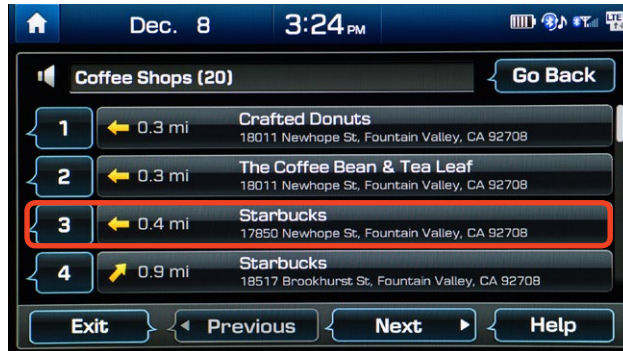 Dec. 8 3:24 PM LTE
Coffee Shops (20) Go Back
1 0.3 mi Crafted Donuts
18011 Newhope St, Fountain Valley, CA 92708
2 0.3 mi The Coffee Bean & Tea Leaf
18011 Newhope St, Fountain Valley, CA 92708
3 0.4 mi Starbucks
17850 Newhope St, Fountain Valley, CA 92708
4 0.9 mi Starbucks
18517 Brookhurst St, Fountain Valley, CA 92708
Exit Previous Next Help